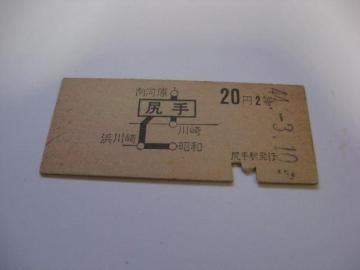 向河原
尻手
川崎
浜川崎
昭和
20円2等
尻手駅発行
44.-3.10